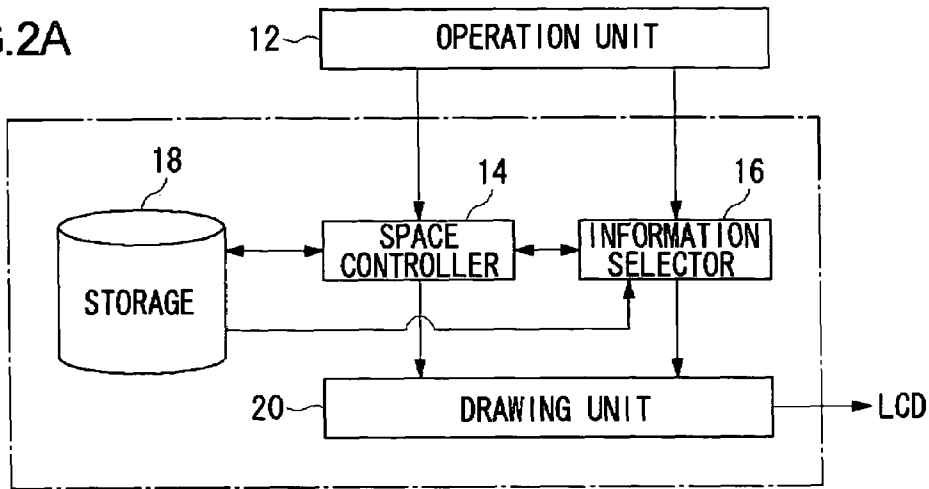 G.2A
12 OPERATION UNIT
18
14
16
SPACE
CONTROLLER
INFORMATION
SELECTOR
STORAGE
20 DRAWING UNIT
LCD